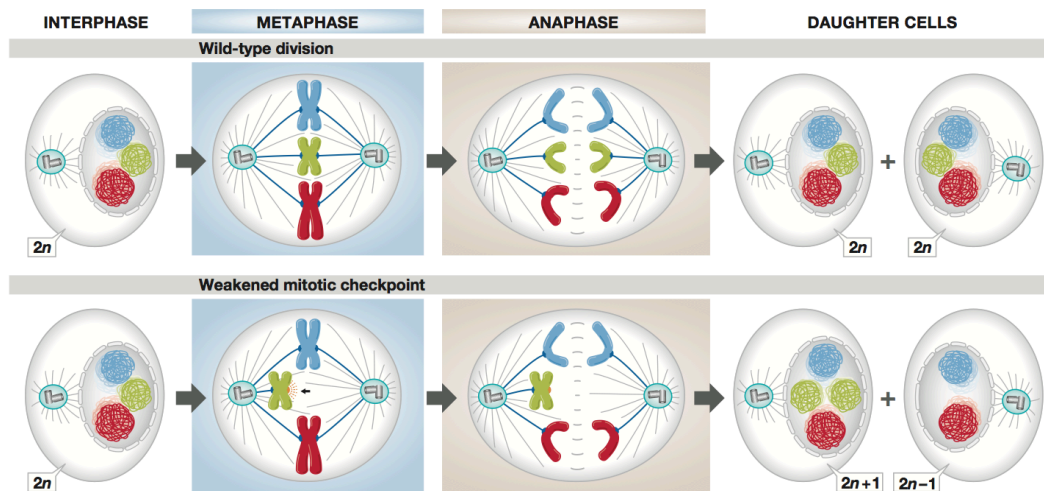 INTERPHASE METAPHASE ANAPHASE DAUGHTER CELLS
Wild-type division
2n 2n 2n
Weakened mitotic checkpoint
2n 2n+1 2n−1